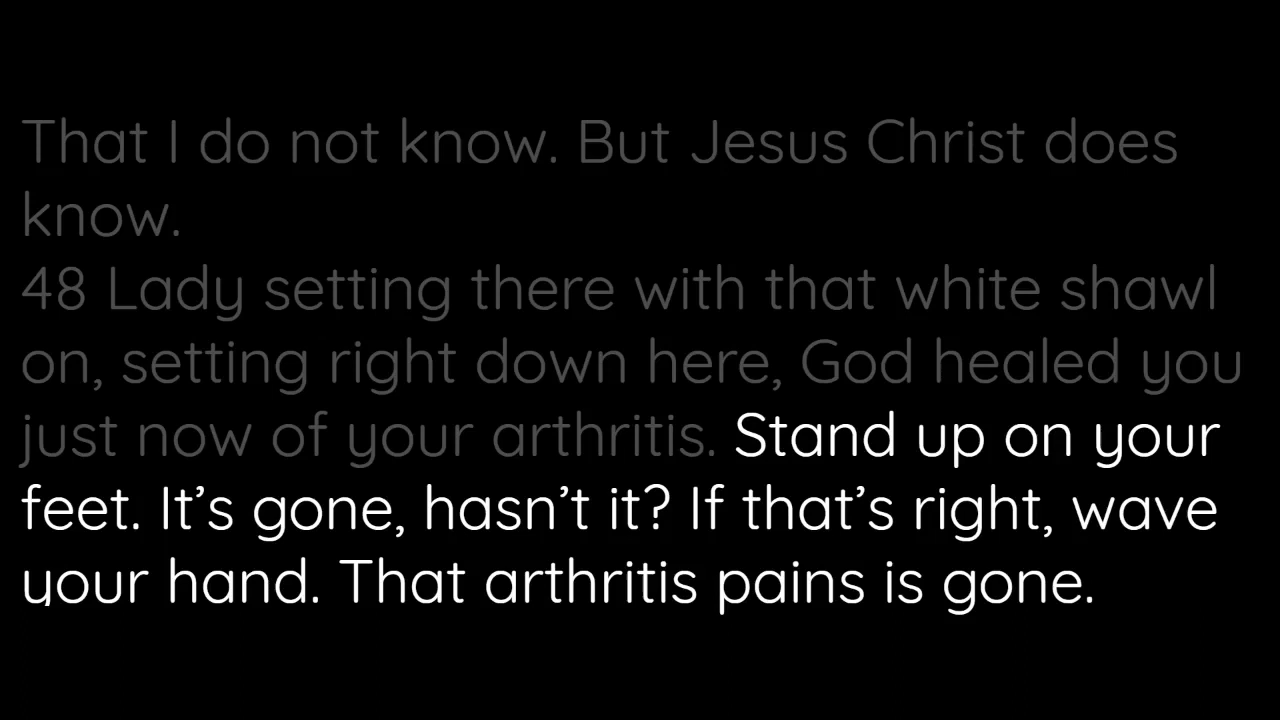 That I do not know. But Jesus Christ does
know.
48 Lady setting there with that white shawl
on, setting right down here, God healed you
just now of your arthritis. Stand up on your
feet. It’s gone, hasn’t it? If that’s right, wave
your hand. That arthritis pains is gone.